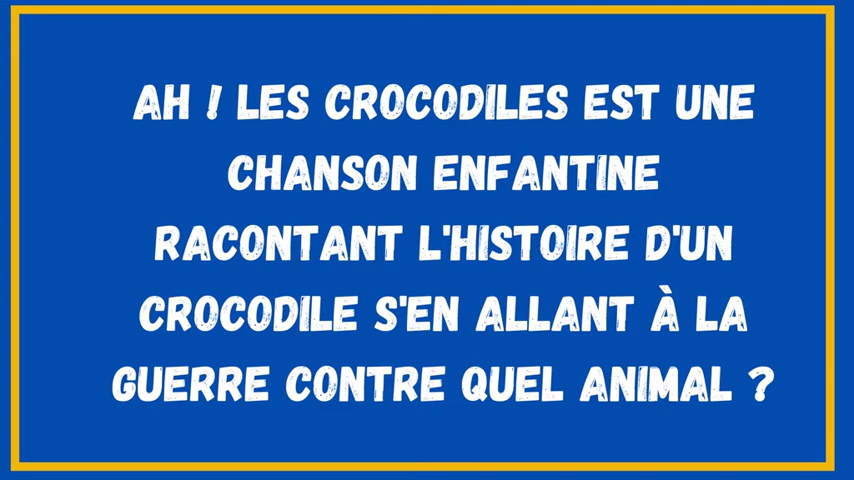 AH ! LES CROCODILES EST UNE
CHANSON ENFANTINE
RACONTANT L'HISTOIRE D'UN
CROCODILE S'EN ALLANT À LA
GUERRE CONTRE QUEL ANIMAL ?